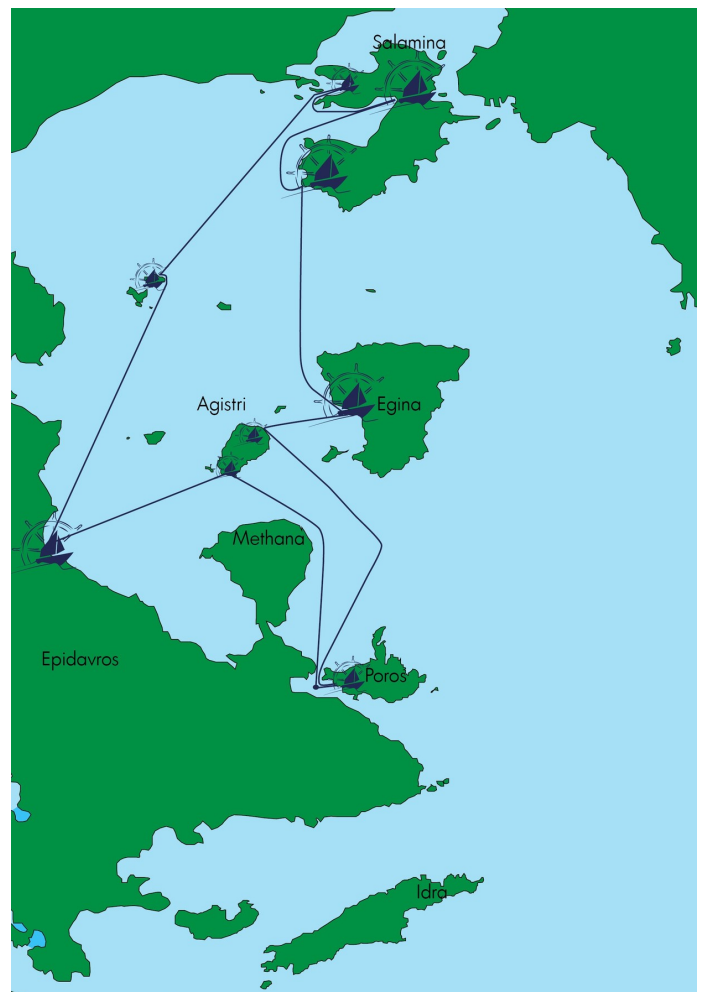 Salamina
Agistri
Egina
Methana
Epidavros
Poros
Idra